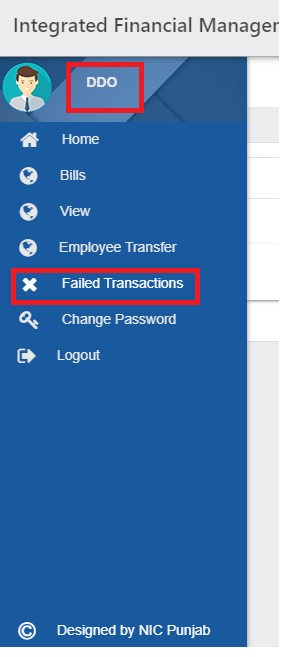 Integrated Financial Manager
DDO
Home
Bills
View
Employee Transfer
Failed Transactions
Change Password
Logout
© Designed by NIC Punjab